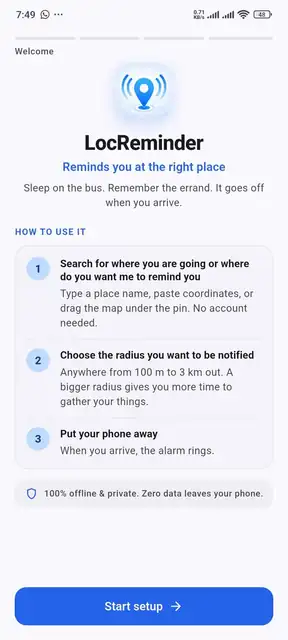 7:49
0.71
KB/s
48
Welcome
LocReminder
Reminds you at the right place
Sleep on the bus. Remember the errand. It goes off
when you arrive.
HOW TO USE IT
1
Search for where you are going or where
do you want me to remind you
Type a place name, paste coordinates, or
drag the map under the pin. No account
needed.
2
Choose the radius you want to be notified
Anywhere from 100 m to 3 km out. A
bigger radius gives you more time to
gather your things.
3
Put your phone away
When you arrive, the alarm rings.
100% offline & private. Zero data leaves your phone.
Start setup